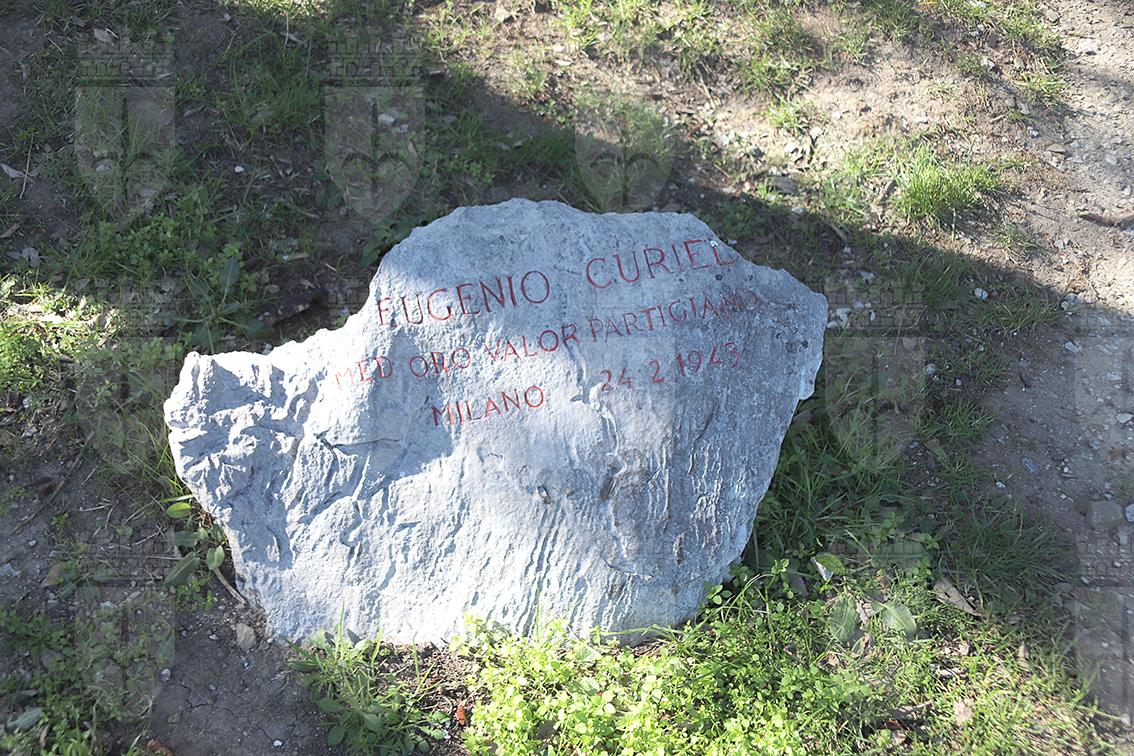 EUGENIO CURIEL
MED ORO VALOR PARTIGIANO
MILANO 24 2 1945